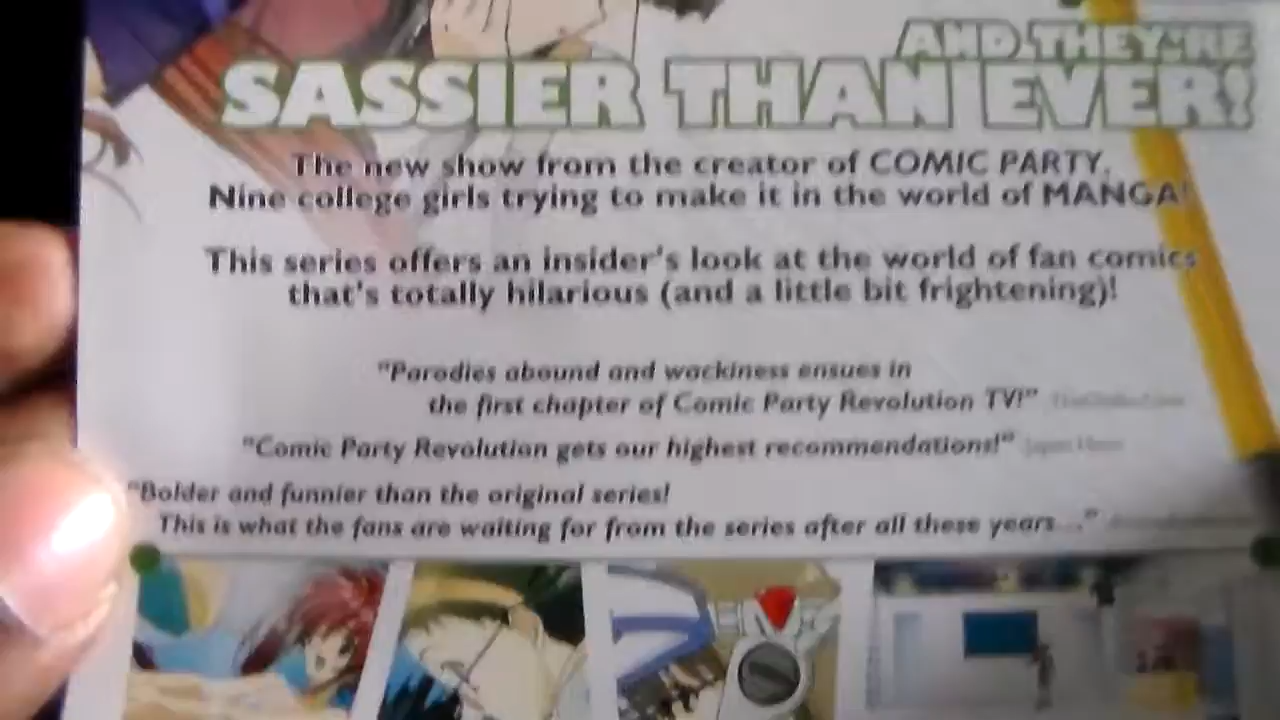 AND THEY'RE
SASSIER THAN EVER!
The new show from the creator of COMIC PARTY.
Nine college girls trying to make it in the world of MANGA!
This series offers an insider's look at the world of fan comics
that's totally hilarious (and a little bit frightening)!
"Parodies abound and wackiness ensues in
the first chapter of Comic Party Revolution TV!"
"Comic Party Revolution gets our highest recommendations!"
"Bolder and funnier than the original series!
This is what the fans are waiting for from the series after all these years..."